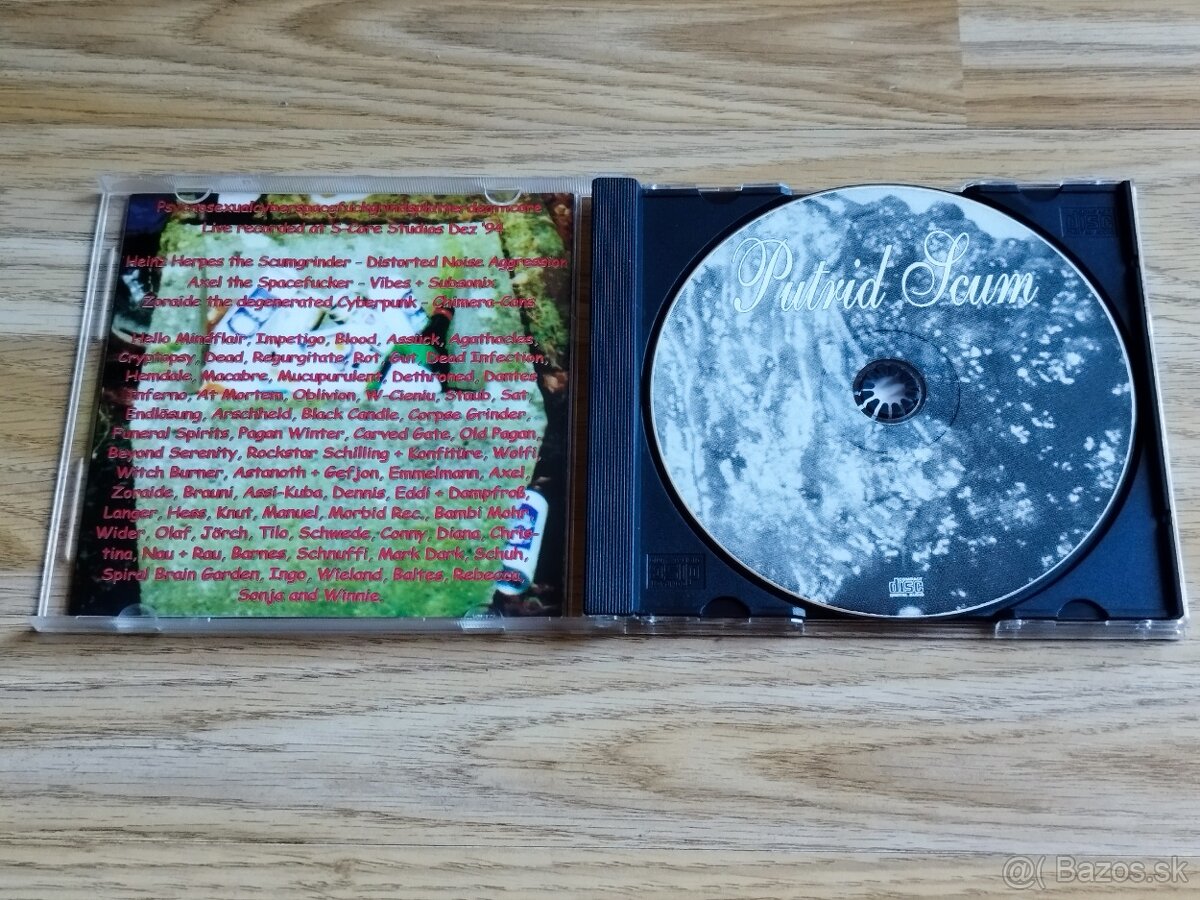 Psychosexualcyberspacefuckgrindsplatterdeathcore
Live recorded at S-Core Studios Dez '94
Heinz Herpes the Scumgrinder - Distorted Noise Aggression
Axel the Spacefucker - Vibes + Subsonix
Zoraide the degenerated Cyberpunk - Chimera-Cans
Hello Mindflair, Impetigo, Blood, Assück, Agathocles,
Cryptopsy, Dead, Regurgitate, Rot, Gut, Dead Infection,
Hemdale, Macabre, Mucupurulent, Dethroned, Dantes
Inferno, At Mortem, Oblivion, W-Cieniu, Staub, Sat,
Endlösung, Arschheld, Black Candle, Corpse Grinder,
Funeral Spirits, Pagan Winter, Carved Gate, Old Pagan,
Beyond Serenity, Rockstar Schilling + Konfitüre, Wolfi,
Witch Burner, Astanoth + Gefjon, Emmelmann, Axel,
Zoraide, Brauni, Assi-Kuba, Dennis, Eddi + Dampfroß,
Langer, Hess, Knut, Manuel, Morbid Rec., Bambi Mohr
Wider, Olaf, Jörch, Tilo, Schwede, Conny, Diana, Chris-
tina, Nau + Rau, Barnes, Schnuffi, Mark Dark, Schuh,
Spiral Brain Garden, Ingo, Wieland, Baltes, Rebecca,
Sonja and Winnie.
Putrid Scum
COMPACT
disc
DIGITAL AUDIO
@( Bazos.sk